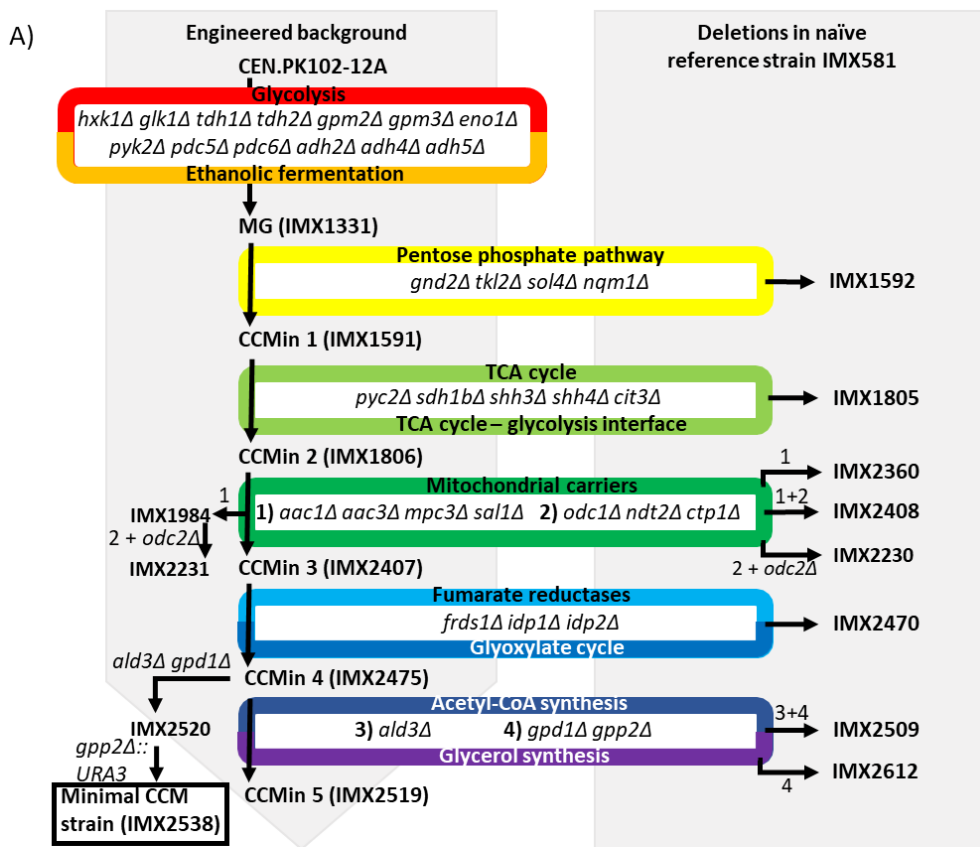 A)
Engineered background
CEN.PK102-12A
Deletions in naïve
reference strain IMX581
Glycolysis
hxk1Δ glk1Δ tdh1Δ tdh2Δ gpm2Δ gpm3Δ eno1Δ
pyk2Δ pdc5Δ pdc6Δ adh2Δ adh4Δ adh5Δ
Ethanolic fermentation
MG (IMX1331)
Pentose phosphate pathway
gnd2Δ tkl2Δ sol4Δ nqm1Δ
IMX1592
CCMin 1 (IMX1591)
TCA cycle
pyc2Δ sdh1bΔ shh3Δ shh4Δ cit3Δ
TCA cycle – glycolysis interface
IMX1805
CCMin 2 (IMX1806)
Mitochondrial carriers
1) aac1Δ aac3Δ mpc3Δ sal1Δ 2) odc1Δ ndt2Δ ctp1Δ
1
IMX2360
1+2
IMX2408
2 + odc2Δ
IMX2230
1
IMX1984
2 + odc2Δ
IMX2231
CCMin 3 (IMX2407)
Fumarate reductases
frds1Δ idp1Δ idp2Δ
Glyoxylate cycle
IMX2470
CCMin 4 (IMX2475)
ald3Δ gpd1Δ
IMX2520
gpp2Δ::
URA3
Minimal CCM
strain (IMX2538)
Acetyl-CoA synthesis
3) ald3Δ 4) gpd1Δ gpp2Δ
Glycerol synthesis
3+4
IMX2509
4
IMX2612
CCMin 5 (IMX2519)